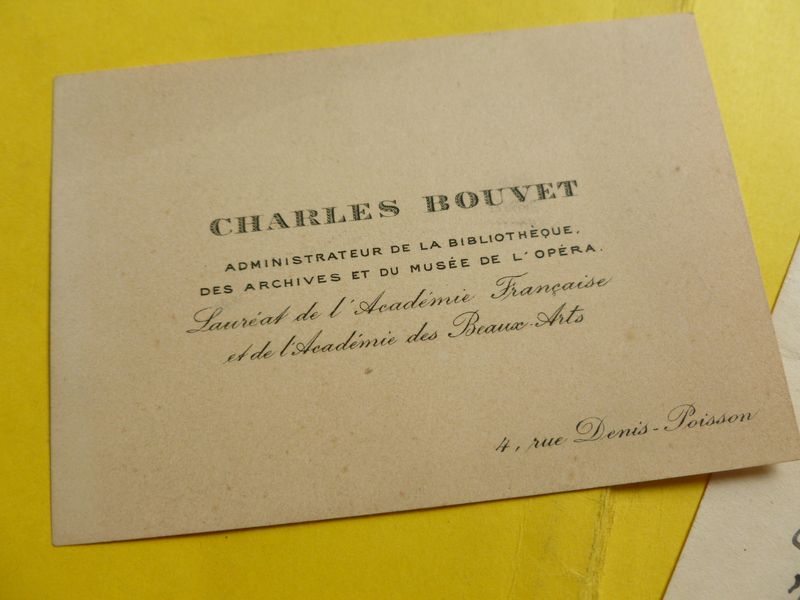 CHARLES BOUVET
ADMINISTRATEUR DE LA BIBLIOTHÈQUE,
DES ARCHIVES ET DU MUSÉE DE L'OPÉRA.
Lauréat de l'Académie Française
et de l'Académie des Beaux-Arts
4, rue Denis-Poisson